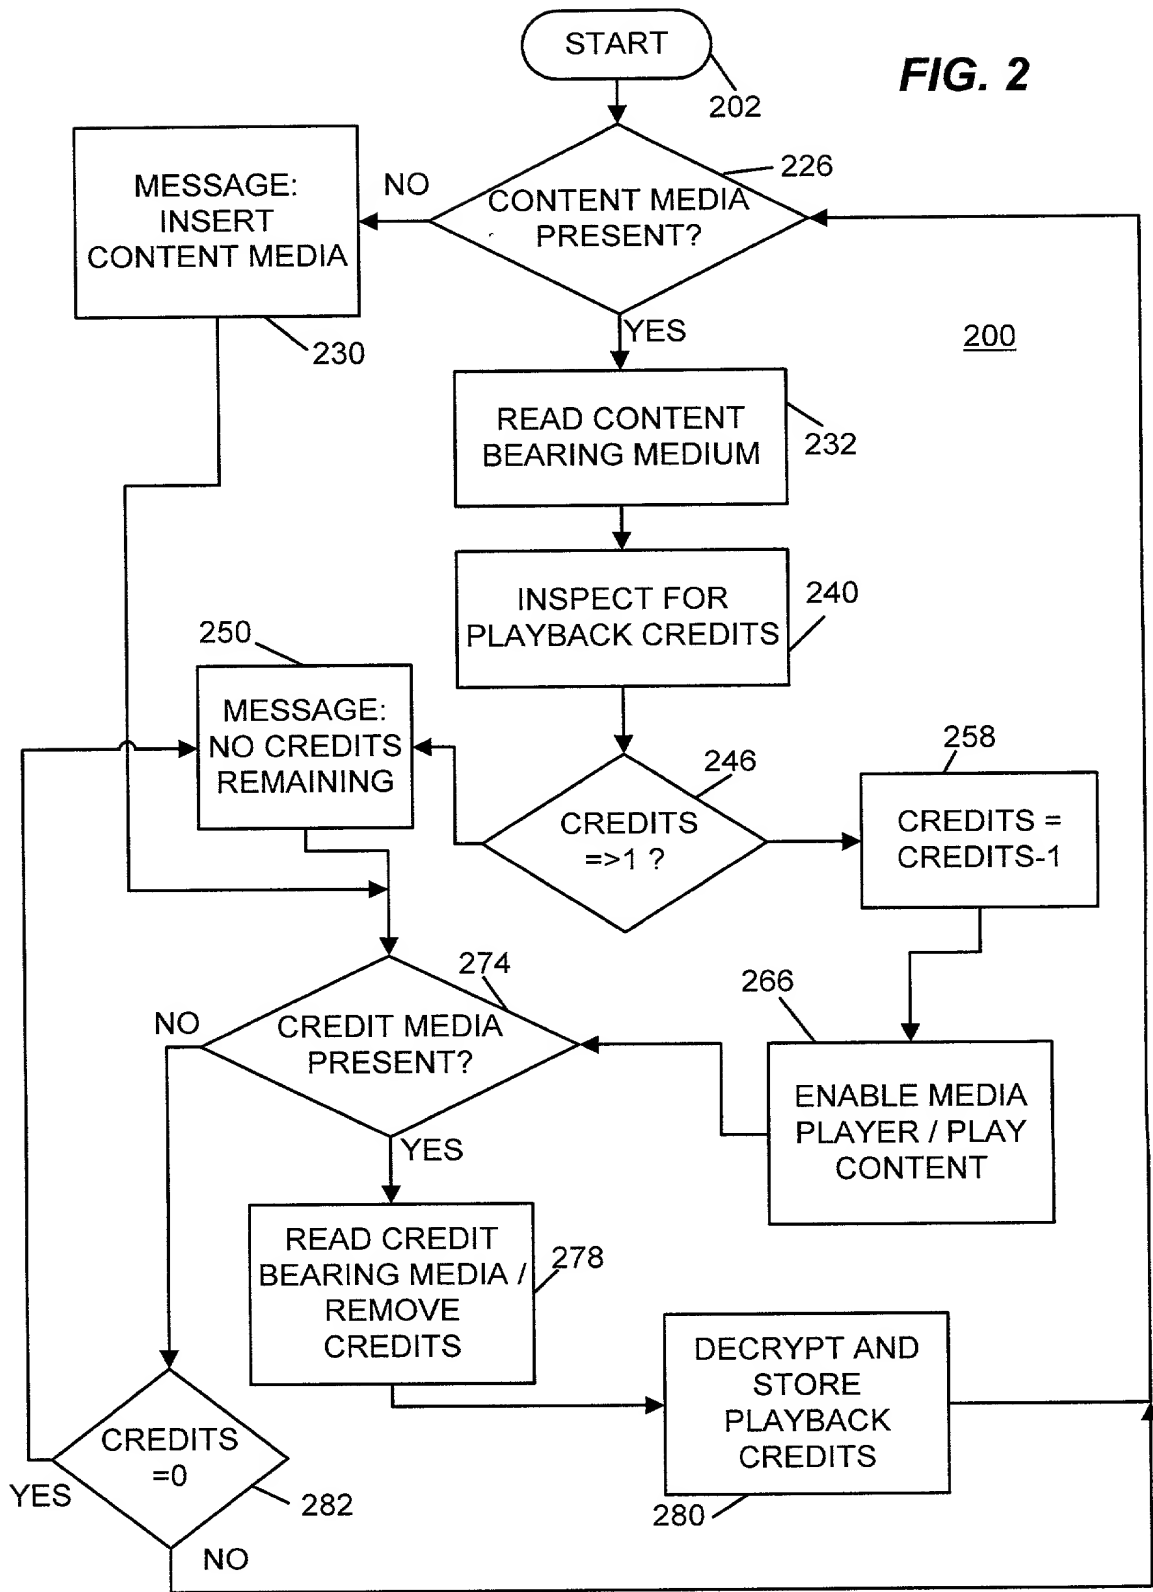 START
FIG. 2
202
226
MESSAGE:
INSERT
CONTENT MEDIA
NO
CONTENT MEDIA
PRESENT?
230
YES
200
READ CONTENT
BEARING MEDIUM
232
INSPECT FOR
PLAYBACK CREDITS
240
250
MESSAGE:
NO CREDITS
REMAINING
246
CREDITS
=>1 ?
258
CREDITS =
CREDITS-1
274
266
NO
CREDIT MEDIA
PRESENT?
ENABLE MEDIA
PLAYER / PLAY
CONTENT
YES
READ CREDIT
BEARING MEDIA /
REMOVE
CREDITS
278
DECRYPT AND
STORE
PLAYBACK
CREDITS
CREDITS
=0
YES
282
280
NO